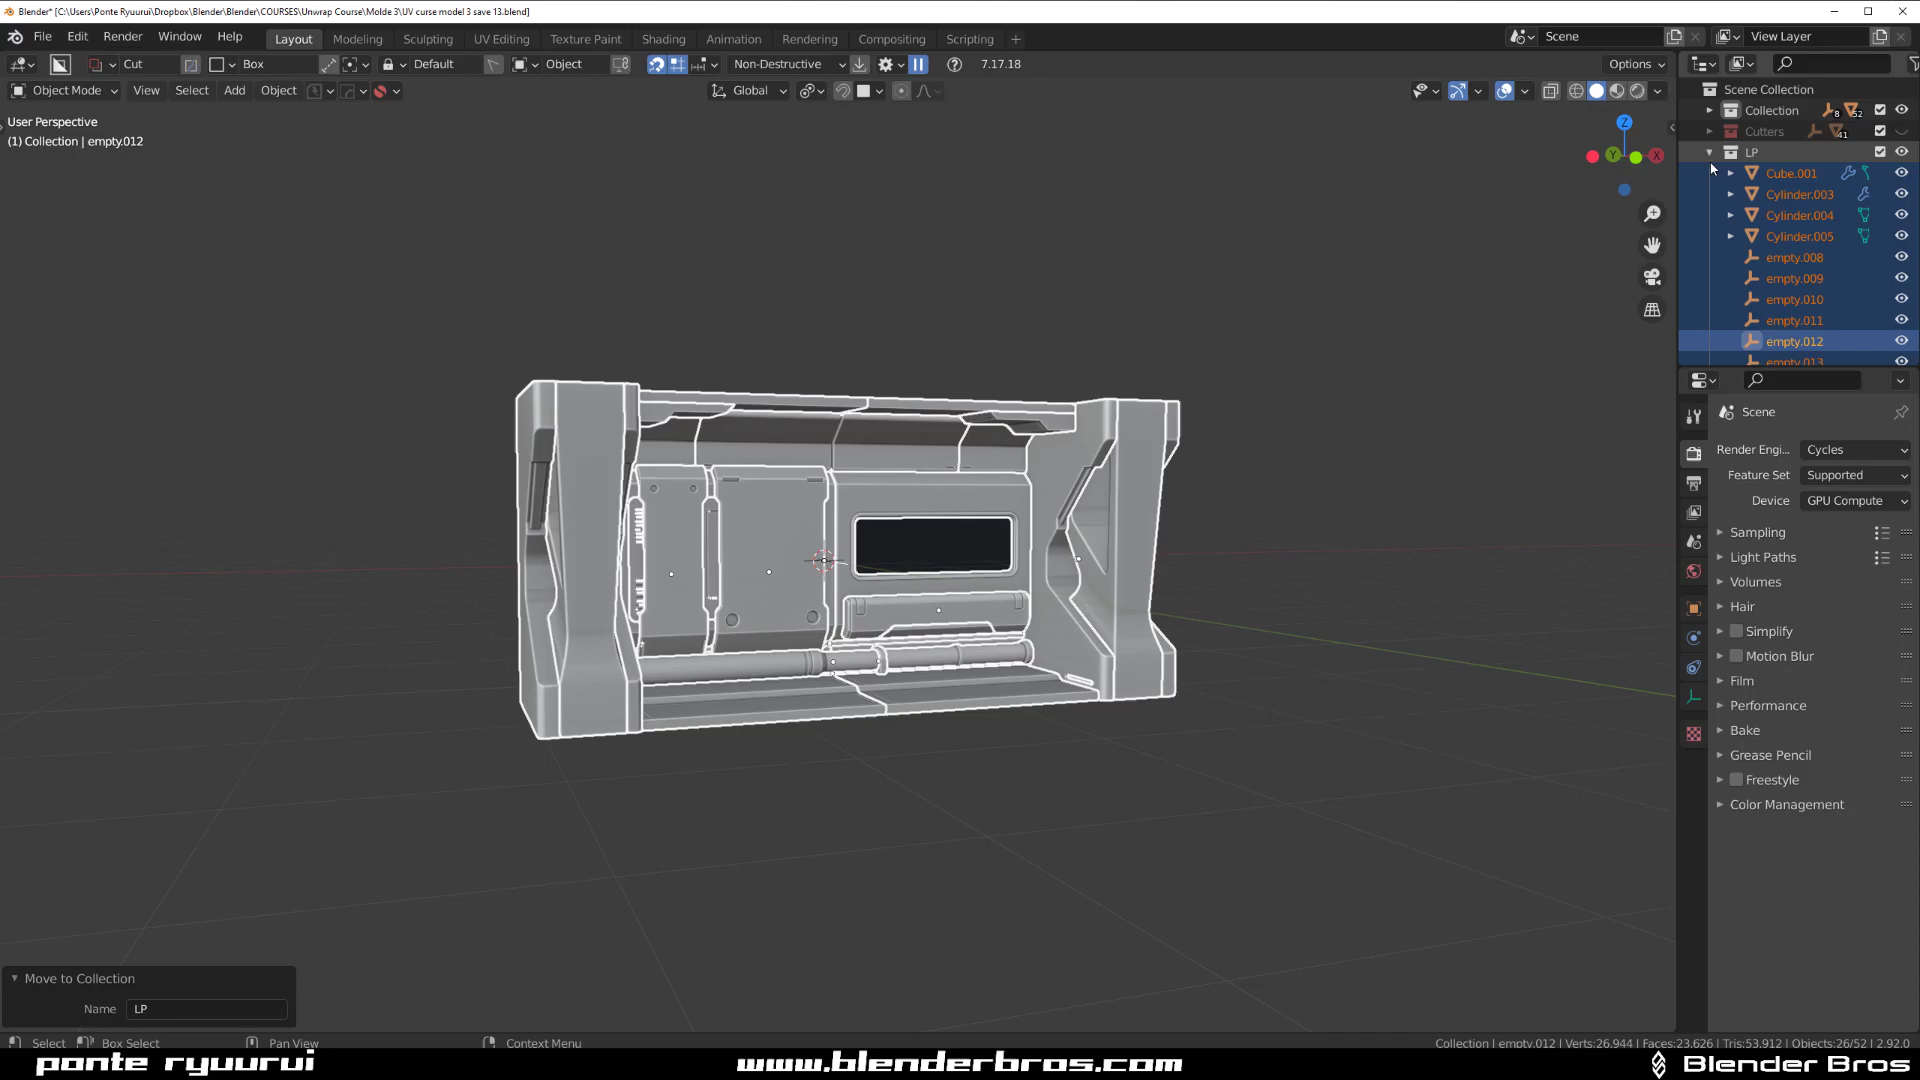 Blender* [C:\Users\Ponte Ryuurui\Dropbox\Blender\Blender\COURSES\Unwrap Course\Molde 3\UV curse model 3 save 13.blend]
File Edit Render Window Help Layout Modeling Sculpting UV Editing Texture Paint Shading Animation Rendering Compositing Scripting + Scene View Layer
Cut Box Default Object Non-Destructive 7.17.18 Options
Object Mode View Select Add Object Global
User Perspective
(1) Collection | empty.012
Z
Y
X
Scene Collection
Collection 8 52
Cutters 41
LP
Cube.001
Cylinder.003
Cylinder.004
Cylinder.005
empty.008
empty.009
empty.010
empty.011
empty.012
empty.013
Scene
Render Engi.. Cycles
Feature Set Supported
Device GPU Compute
Sampling
Light Paths
Volumes
Hair
Simplify
Motion Blur
Film
Performance
Bake
Grease Pencil
Freestyle
Color Management
Move to Collection
Name LP
Select Box Select Pan View Context Menu Collection | empty.012 | Verts:26.944 | Faces:23.626 | Tris:53.912 | Objects:26/52 | 2.92.0
ponte ryuurui www.blenderbros.com Blender Bros